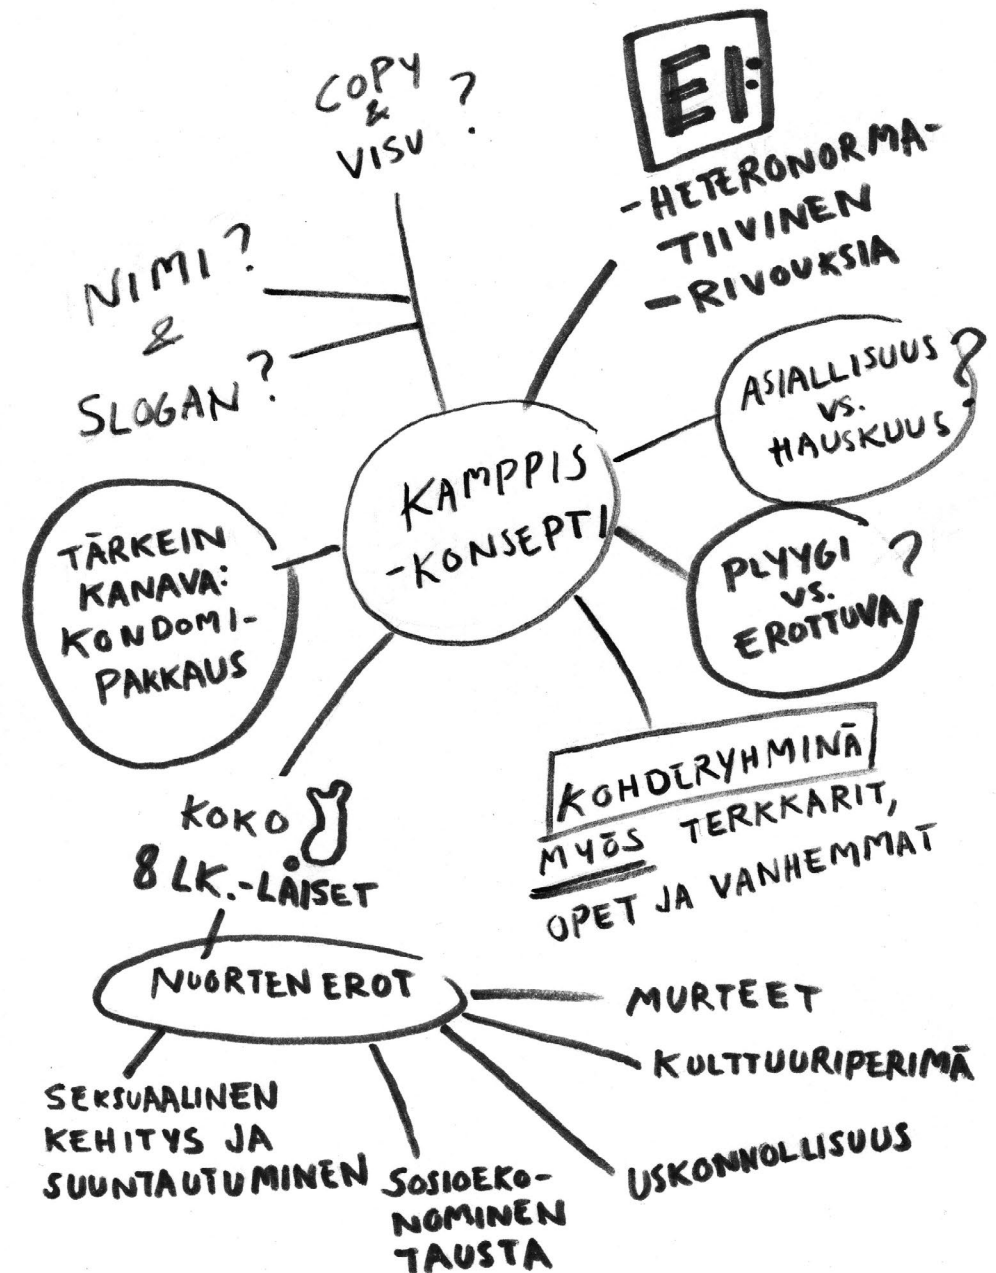 COPY
&
VISU ?
EI:
-HETERONORMA-
TIIVINEN
-RIVOUKSIA
NIMI?
&
SLOGAN?
ASIALLISUUS
vs.
HAUSKUUS?
KAMPPIS
-KONSEPTI
TÄRKEIN
KANAVA:
KONDOMI-
PAKKAUS
PLYYGI
vs.
EROTTUVA?
KOHDERYHMINÄ
MYÖS TERKKARIT,
OPET JA VANHEMMAT
KOKO
8 LK.-LÅISET
NUORTEN EROT
MURTEET
KULTTUURIPERIMÄ
USKONNOLLISUUS
SEKSUAALINEN
KEHITYS JA
SUUNTAUTUMINEN
SOSIOEKO-
NOMINEN
TAUSTA